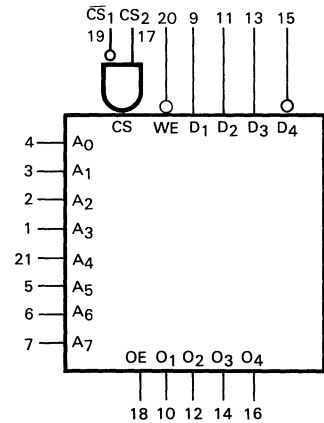 C̅S̅₁ CS₂ 20 9 11 13 15
19 17
CS WE D₁ D₂ D₃ D₄
4 A₀
3 A₁
2 A₂
1 A₃
21 A₄
5 A₅
6 A₆
7 A₇
OE O₁ O₂ O₃ O₄
18 10 12 14 16